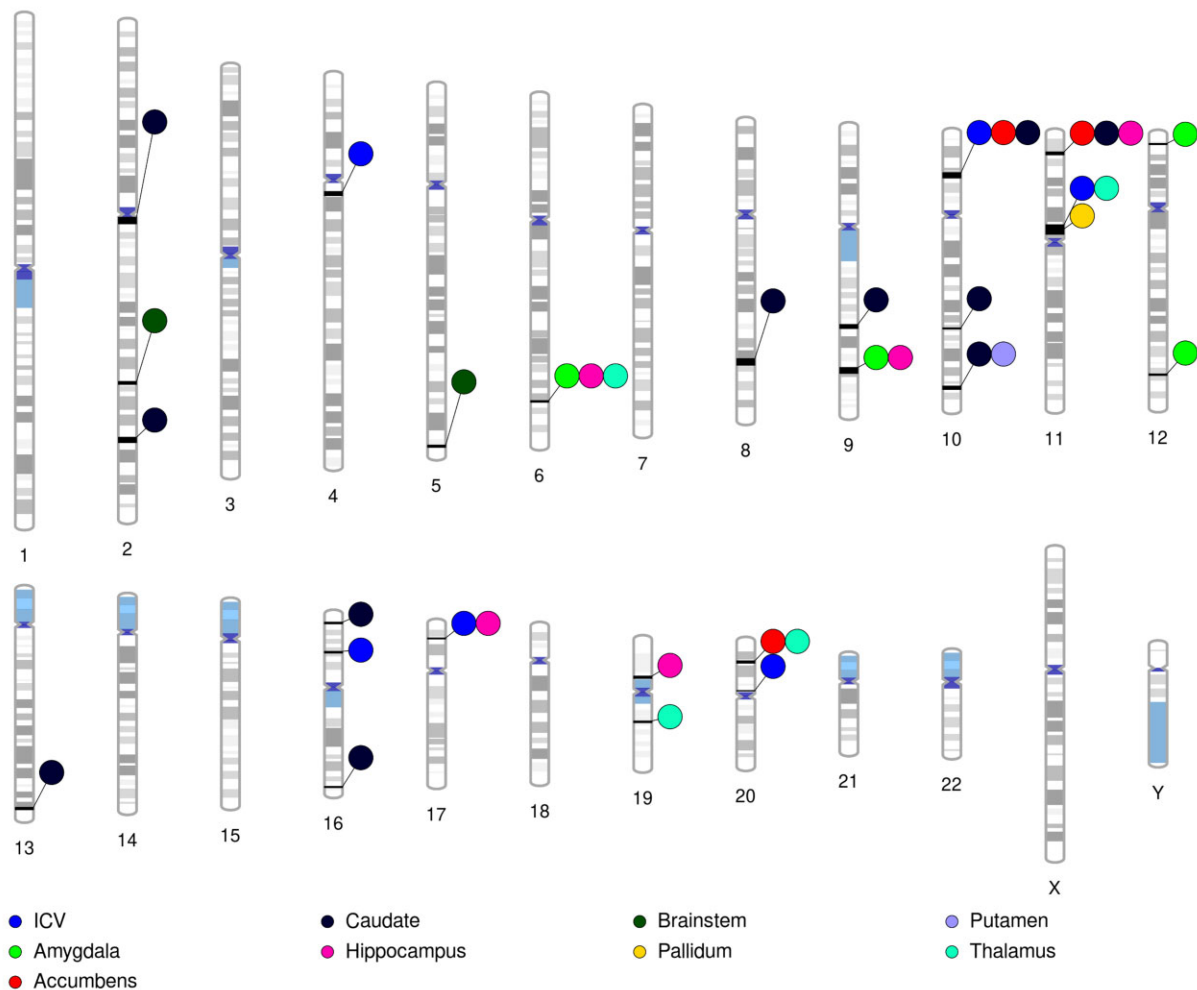 1 2 3 4 5 6 7 8 9 10 11 12
13 14 15 16 17 18 19 20 21 22 X Y
ICV Caudate Brainstem Putamen
Amygdala Hippocampus Pallidum Thalamus
Accumbens